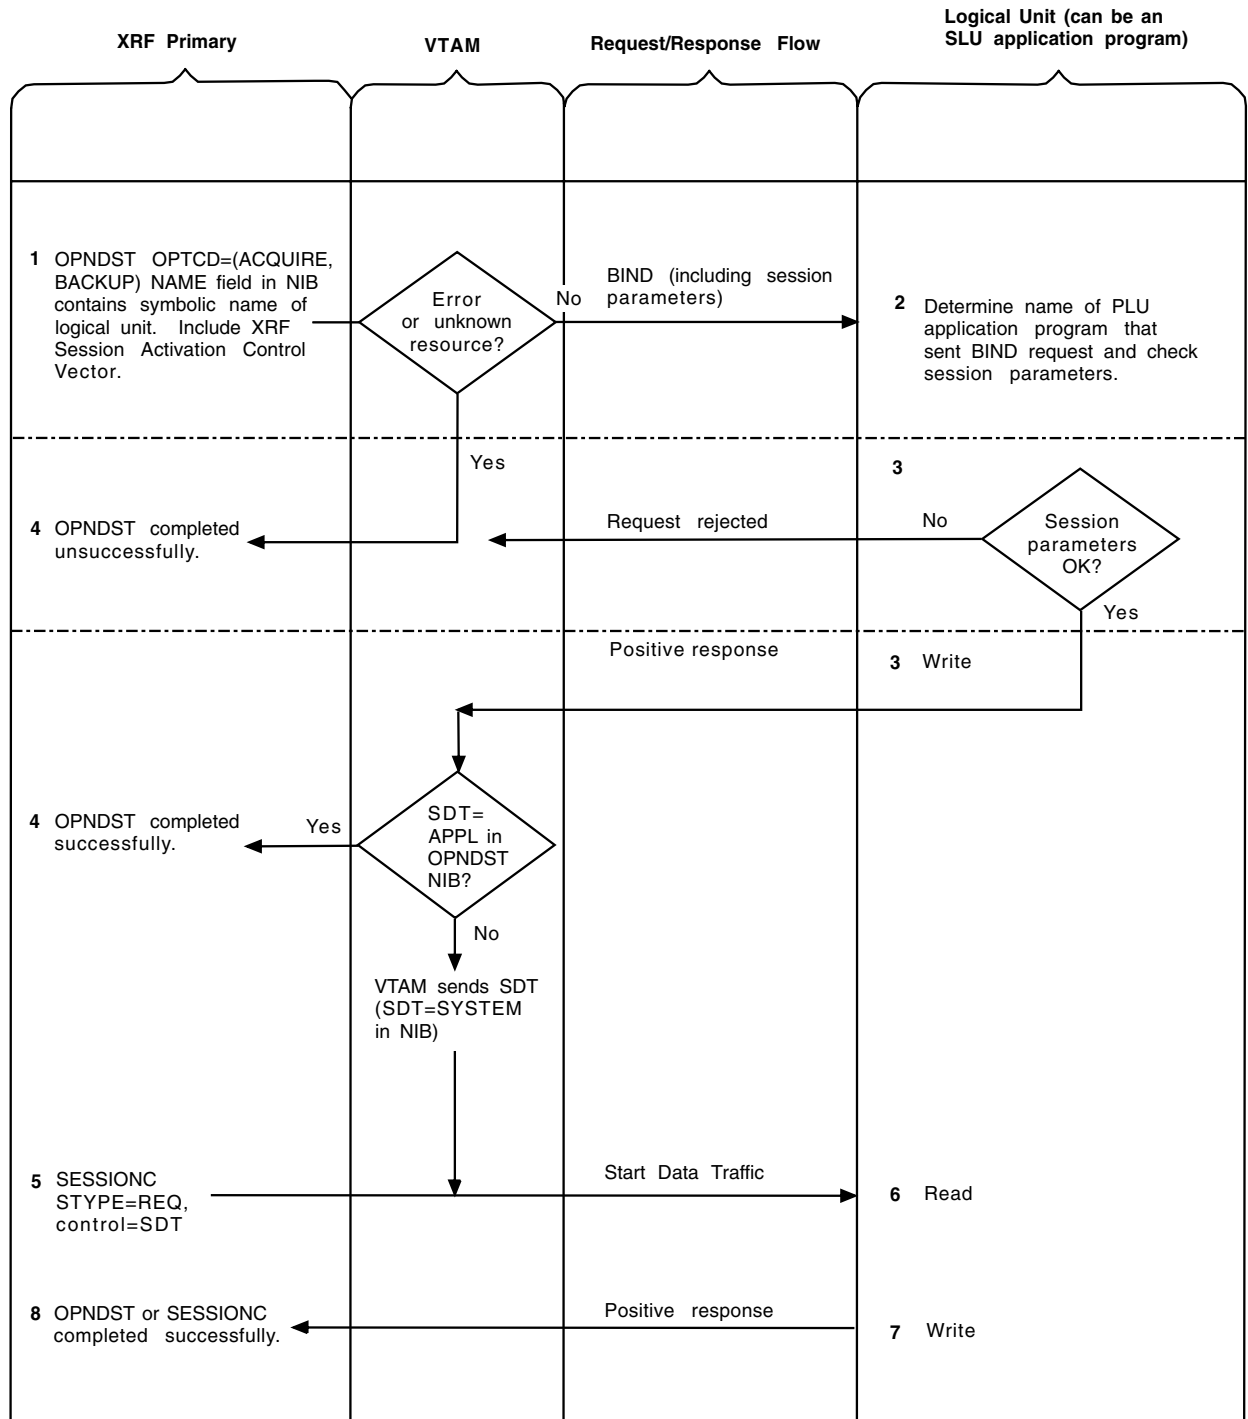 XRF Primary
VTAM
Request/Response Flow
Logical Unit (can be an
SLU application program)
1 OPNDST OPTCD=(ACQUIRE,
BACKUP) NAME field in NIB
contains symbolic name of
logical unit. Include XRF
Session Activation Control
Vector.
Error
or unknown
resource?
No
BIND (including session
parameters)
2 Determine name of PLU
application program that
sent BIND request and check
session parameters.
Yes
3
4 OPNDST completed
unsuccessfully.
Request rejected
No
Session
parameters
OK?
Yes
Positive response
3 Write
4 OPNDST completed
successfully.
Yes
SDT=
APPL in
OPNDST
NIB?
No
VTAM sends SDT
(SDT=SYSTEM
in NIB)
5 SESSIONC
STYPE=REQ,
control=SDT
Start Data Traffic
6 Read
8 OPNDST or SESSIONC
completed successfully.
Positive response
7 Write